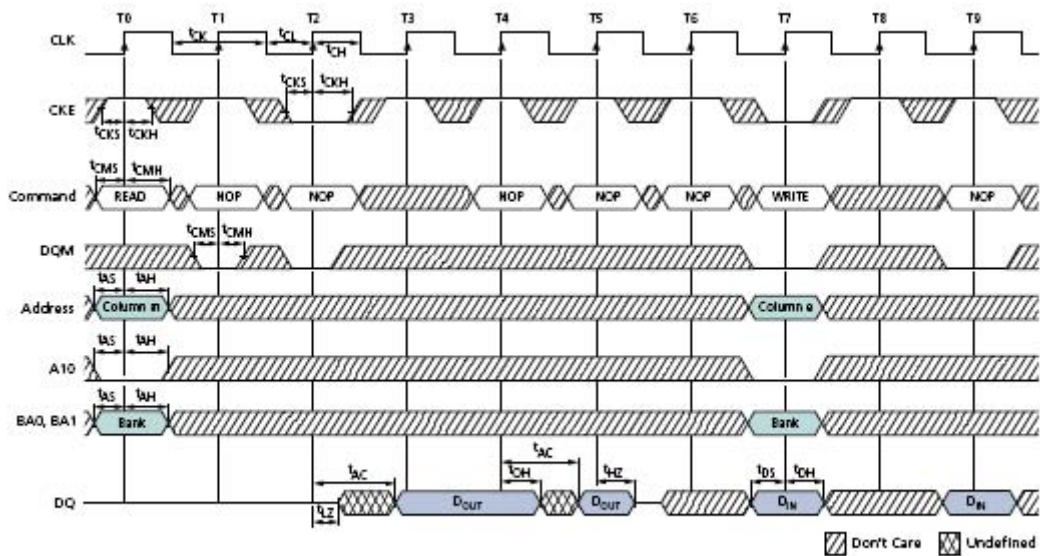 T0 T1 T2 T3 T4 T5 T6 T7 T8 T9
CLK
tCK tCL tCH
tCKS tCKH
CKE
tCKS tCKH
tCMS tCMH
Command READ NOP NOP NOP NOP NOP WRITE NOP
tCMS tCMH
DQM
tAS tAH
Address Column m Column e
tAS tAH
A10
tAS tAH
BA0, BA1 Bank Bank
tAC
tAC tOH tHZ tDS tDH
DQ DOUT DOUT DIN DIN
tLZ
Don't Care Undefined